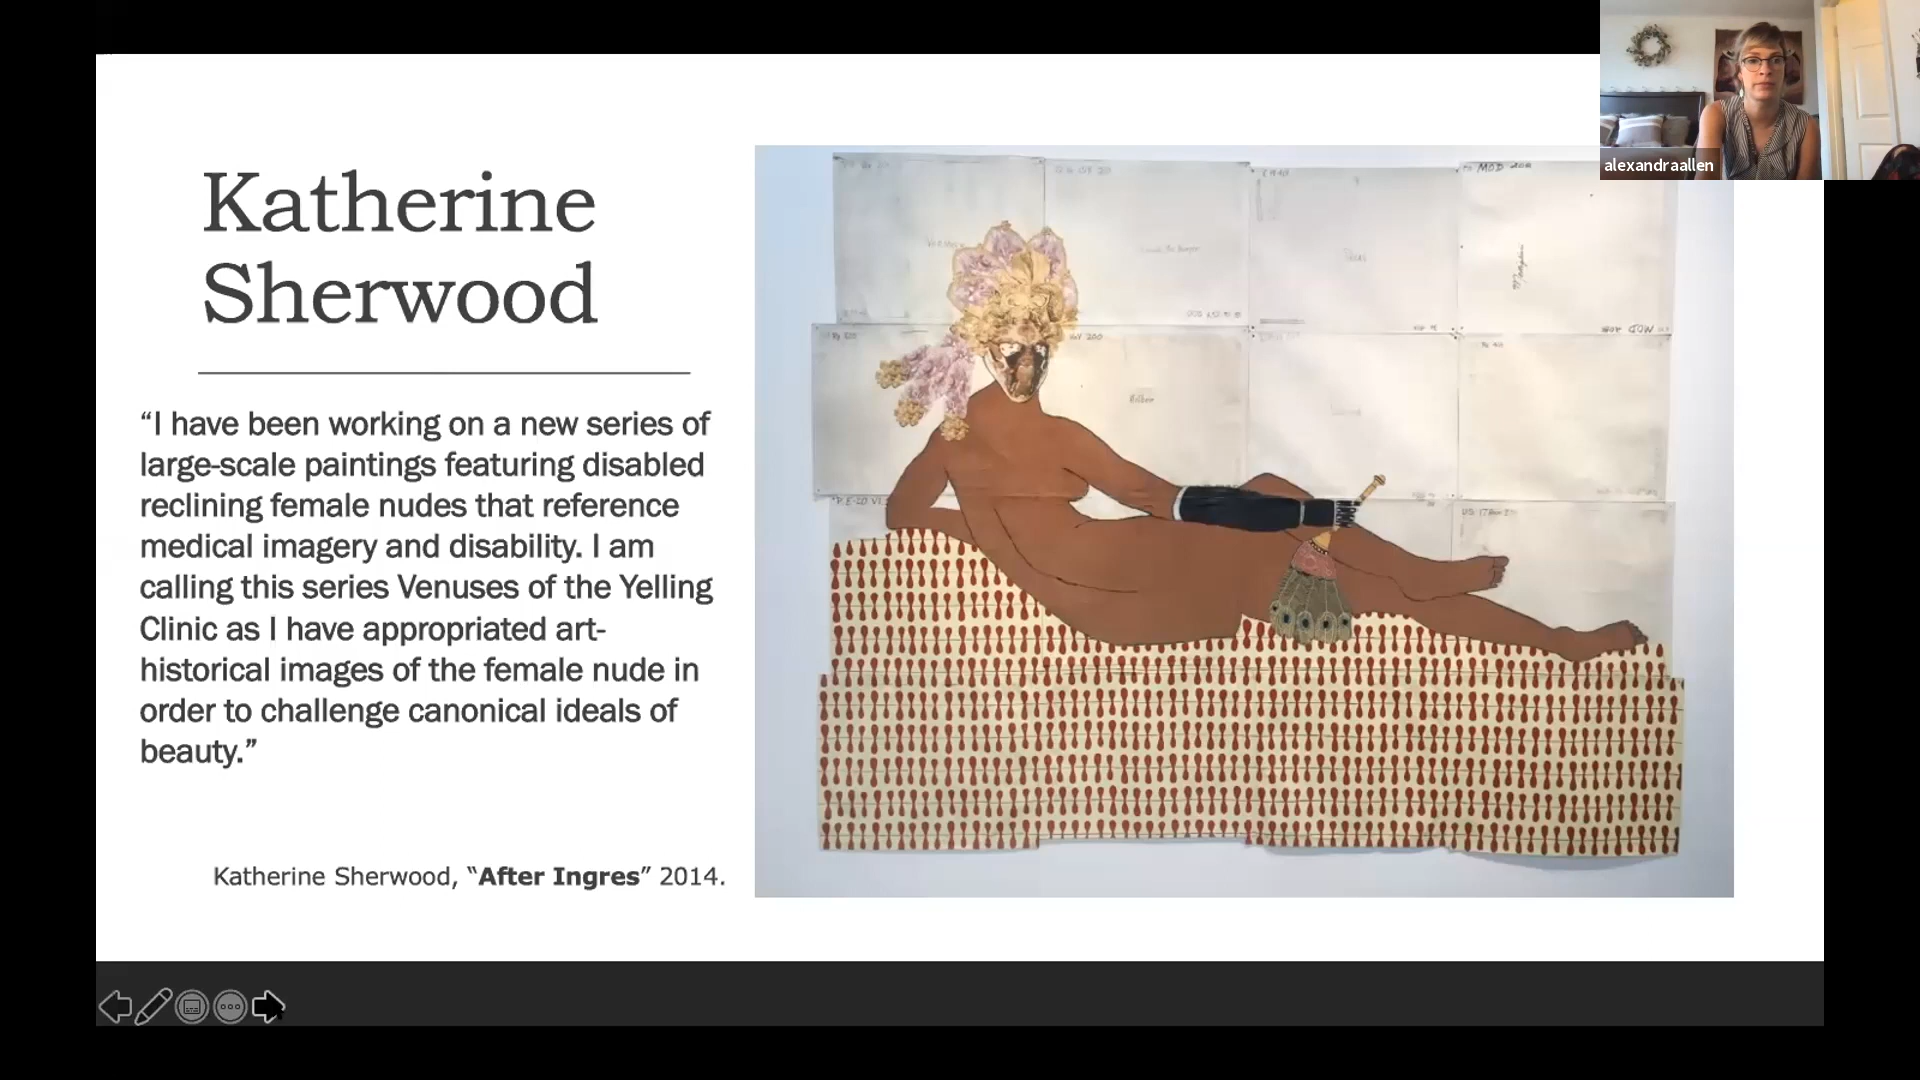 Katherine
Sherwood
“I have been working on a new series of
large-scale paintings featuring disabled
reclining female nudes that reference
medical imagery and disability. I am
calling this series Venuses of the Yelling
Clinic as I have appropriated art-
historical images of the female nude in
order to challenge canonical ideals of
beauty.”
Katherine Sherwood, “After Ingres” 2014.
alexandraallen